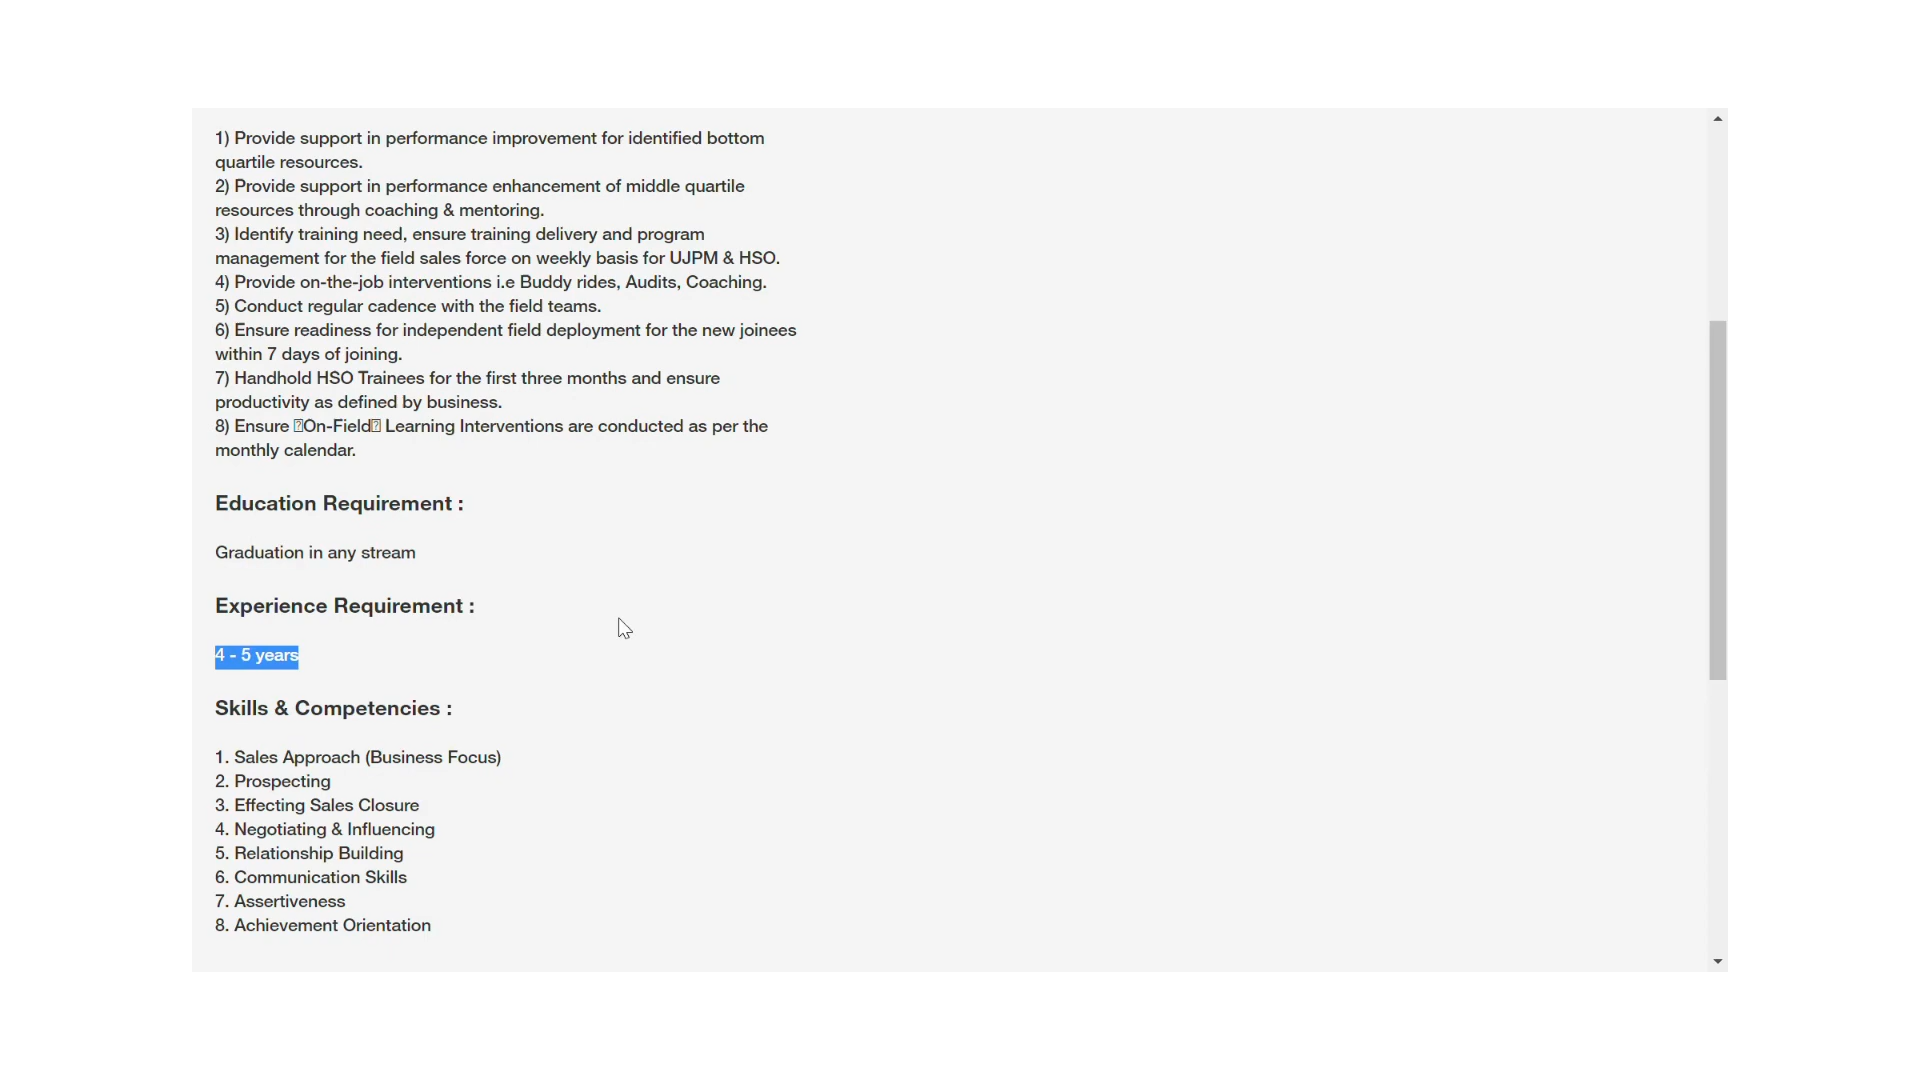 1) Provide support in performance improvement for identified bottom
quartile resources.
2) Provide support in performance enhancement of middle quartile
resources through coaching & mentoring.
3) Identify training need, ensure training delivery and program
management for the field sales force on weekly basis for UJPM & HSO.
4) Provide on-the-job interventions i.e Buddy rides, Audits, Coaching.
5) Conduct regular cadence with the field teams.
6) Ensure readiness for independent field deployment for the new joinees
within 7 days of joining.
7) Handhold HSO Trainees for the first three months and ensure
productivity as defined by business.
8) Ensure On-Field Learning Interventions are conducted as per the
monthly calendar.
Education Requirement :
Graduation in any stream
Experience Requirement :
4 - 5 years
Skills & Competencies :
1. Sales Approach (Business Focus)
2. Prospecting
3. Effecting Sales Closure
4. Negotiating & Influencing
5. Relationship Building
6. Communication Skills
7. Assertiveness
8. Achievement Orientation